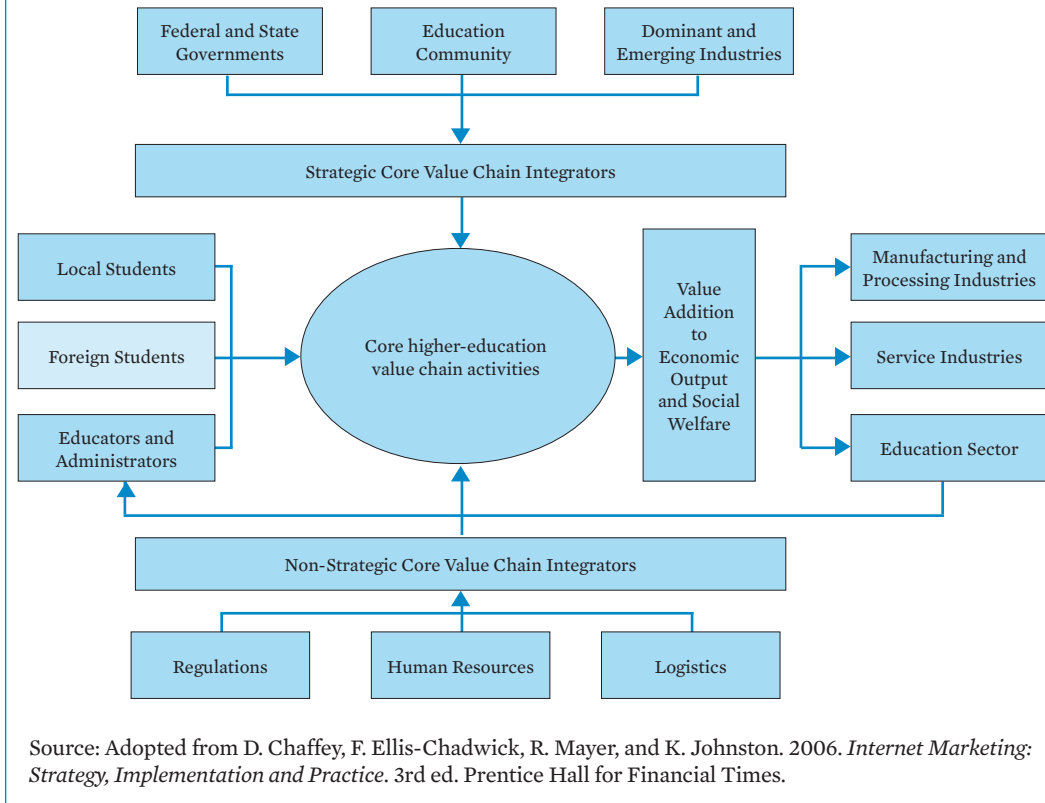 Federal and State
Governments
Education
Community
Dominant and
Emerging Industries
Strategic Core Value Chain Integrators
Local Students
Foreign Students
Educators and
Administrators
Core higher-education
value chain activities
Value
Addition
to
Economic
Output
and Social
Welfare
Manufacturing and
Processing Industries
Service Industries
Education Sector
Non-Strategic Core Value Chain Integrators
Regulations
Human Resources
Logistics
Source: Adopted from D. Chaffey, F. Ellis-Chadwick, R. Mayer, and K. Johnston. 2006. Internet Marketing:
Strategy, Implementation and Practice. 3rd ed. Prentice Hall for Financial Times.